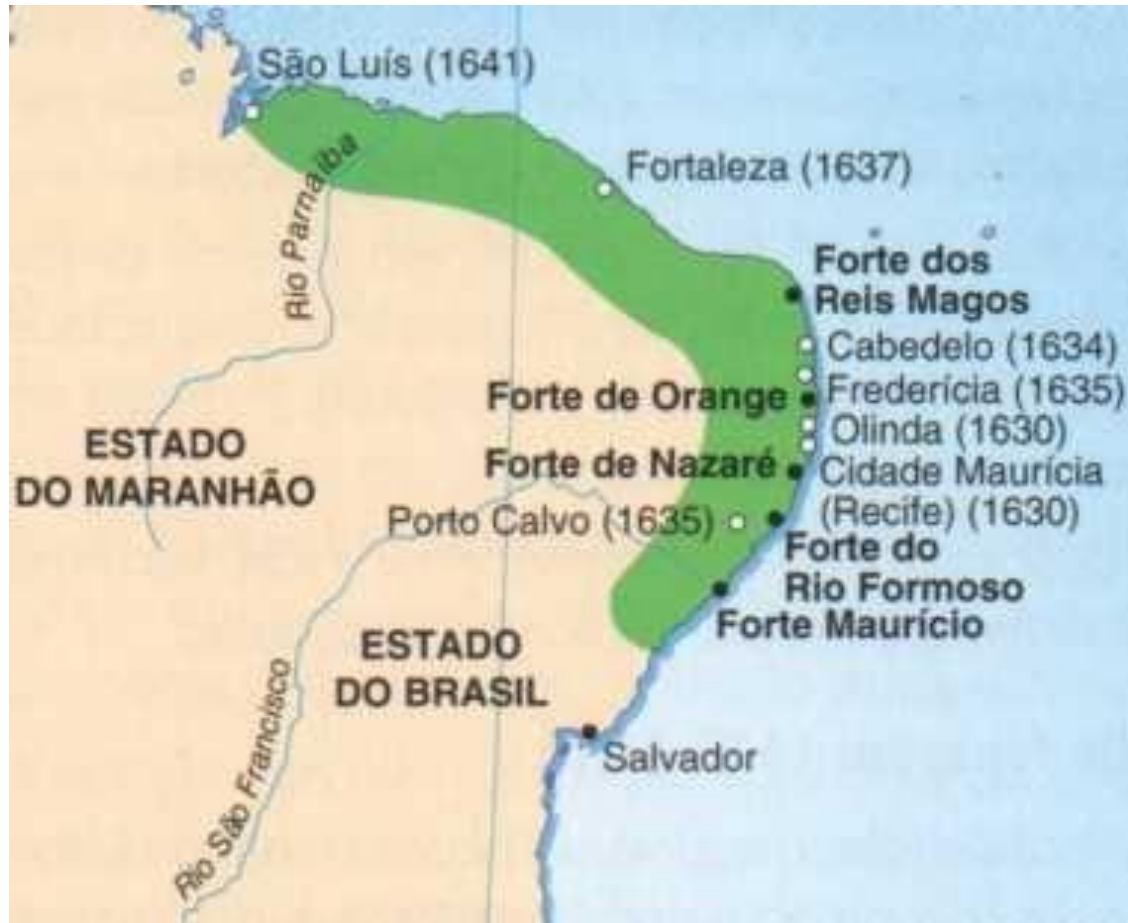 São Luís (1641)
Fortaleza (1637)
Rio Parnaíba
Forte dos
Reis Magos
Cabedelo (1634)
Forte de Orange
Frederícia (1635)
Olinda (1630)
ESTADO
DO MARANHÃO
Forte de Nazaré
Cidade Maurícia
(Recife) (1630)
Porto Calvo (1635)
Forte do
Rio Formoso
Forte Maurício
ESTADO
DO BRASIL
Rio São Francisco
Salvador